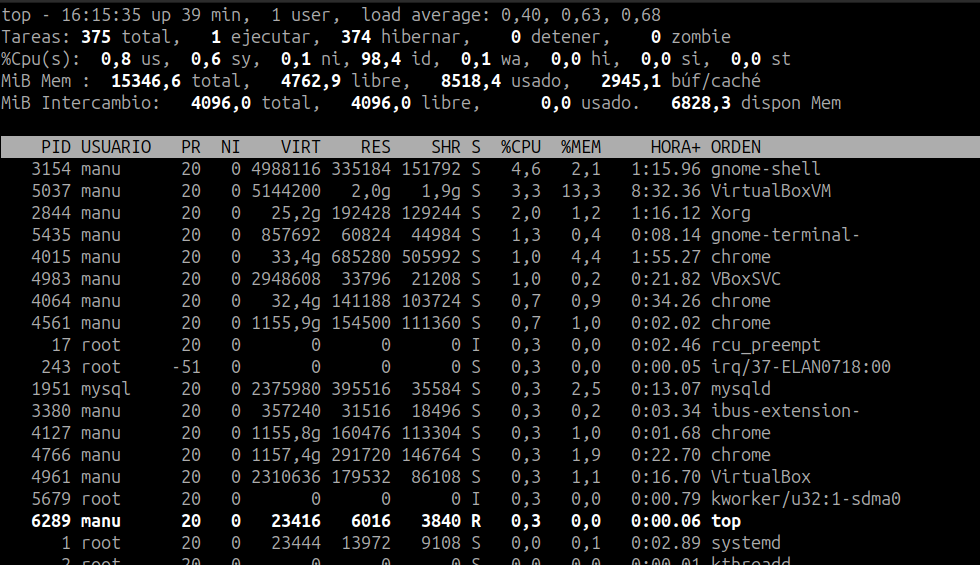 top - 16:15:35 up 39 min,  1 user,  load average: 0,40, 0,63, 0,68
Tareas: 375 total,   1 ejecutar,  374 hibernar,    0 detener,    0 zombie
%Cpu(s):  0,8 us,  0,6 sy,  0,1 ni, 98,4 id,  0,1 wa,  0,0 hi,  0,0 si,  0,0 st
MiB Mem :  15346,6 total,   4762,9 libre,   8518,4 usado,   2945,1 búf/caché
MiB Intercambio:   4096,0 total,   4096,0 libre,      0,0 usado.   6828,3 dispon Mem
PID USUARIO   PR  NI    VIRT    RES    SHR S  %CPU  %MEM     HORA+ ORDEN
3154 manu      20   0 4988116 335184 151792 S   4,6   2,1   1:15.96 gnome-shell
5037 manu      20   0 5144200   2,0g   1,9g S   3,3  13,3   8:32.36 VirtualBoxVM
2844 manu      20   0   25,2g 192428 129244 S   2,0   1,2   1:16.12 Xorg
5435 manu      20   0  857692  60824  44984 S   1,3   0,4   0:08.14 gnome-terminal-
4015 manu      20   0   33,4g 685280 505992 S   1,0   4,4   1:55.27 chrome
4983 manu      20   0 2948608  33796  21208 S   1,0   0,2   0:21.82 VBoxSVC
4064 manu      20   0   32,4g 141188 103724 S   0,7   0,9   0:34.26 chrome
4561 manu      20   0 1155,9g 154500 111360 S   0,7   1,0   0:02.02 chrome
17 root      20   0       0      0      0 I   0,3   0,0   0:02.46 rcu_preempt
243 root     -51   0       0      0      0 S   0,3   0,0   0:00.05 irq/37-ELAN0718:00
1951 mysql     20   0 2375980 395516  35584 S   0,3   2,5   0:13.07 mysqld
3380 manu      20   0  357240  31516  18496 S   0,3   0,2   0:03.34 ibus-extension-
4127 manu      20   0 1155,8g 160476 113304 S   0,3   1,0   0:01.68 chrome
4766 manu      20   0 1157,4g 291720 146764 S   0,3   1,9   0:22.70 chrome
4961 manu      20   0 2310636 179532  86108 S   0,3   1,1   0:16.70 VirtualBox
5679 root      20   0       0      0      0 I   0,3   0,0   0:00.79 kworker/u32:1-sdma0
6289 manu      20   0   23416   6016   3840 R   0,3   0,0   0:00.06 top
1 root      20   0   23444  13972   9108 S   0,0   0,1   0:02.89 systemd
2 root      20   0       0      0      0 S   0,0   0,0   0:00.01 kthreadd